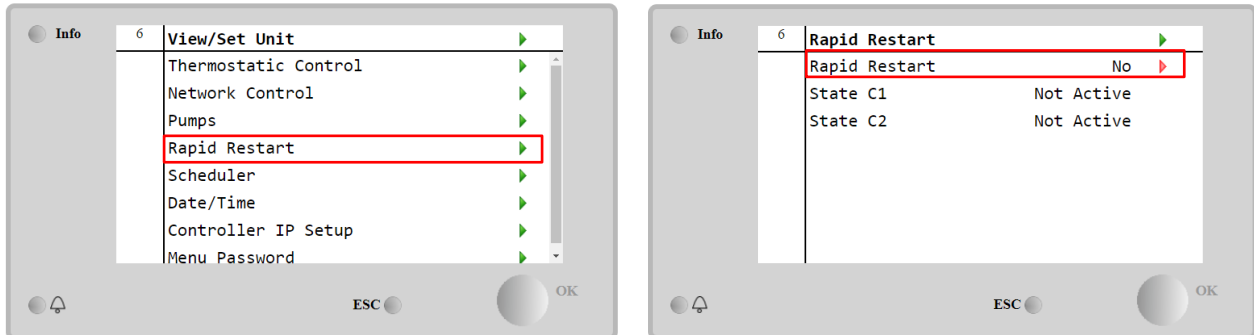 Info
6
View/Set Unit
Thermostatic Control
Network Control
Pumps
Rapid Restart
Scheduler
Date/Time
Controller IP Setup
Menu Password
ESC
OK
Info
6
Rapid Restart
Rapid Restart No
State C1 Not Active
State C2 Not Active
ESC
OK